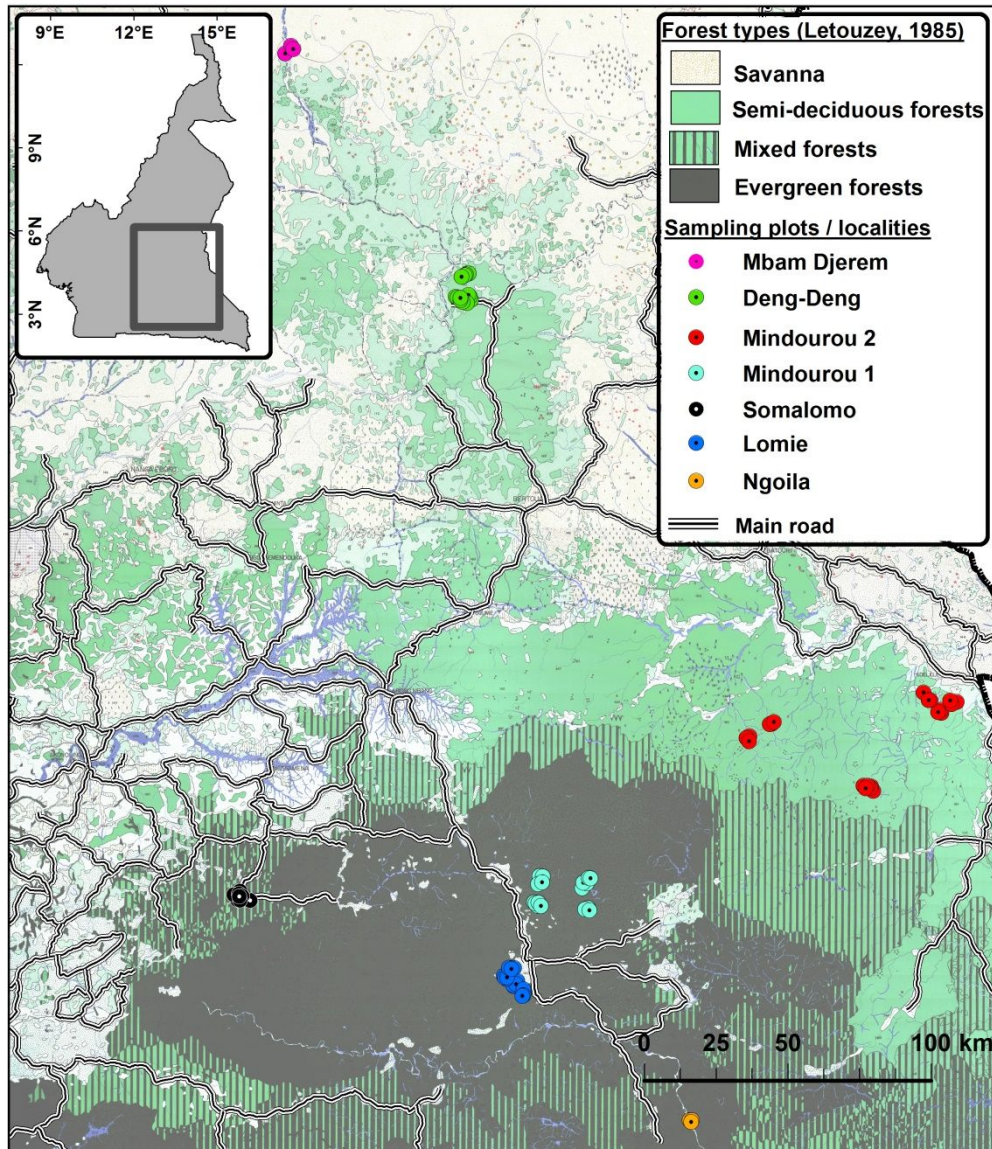 9°E 12°E 15°E
9°N
6°N
3°N
Forest types (Letouzey, 1985)
Savanna
Semi-deciduous forests
Mixed forests
Evergreen forests
Sampling plots / localities
Mbam Djerem
Deng-Deng
Mindourou 2
Mindourou 1
Somalomo
Lomie
Ngoila
Main road
0 25 50 100 km